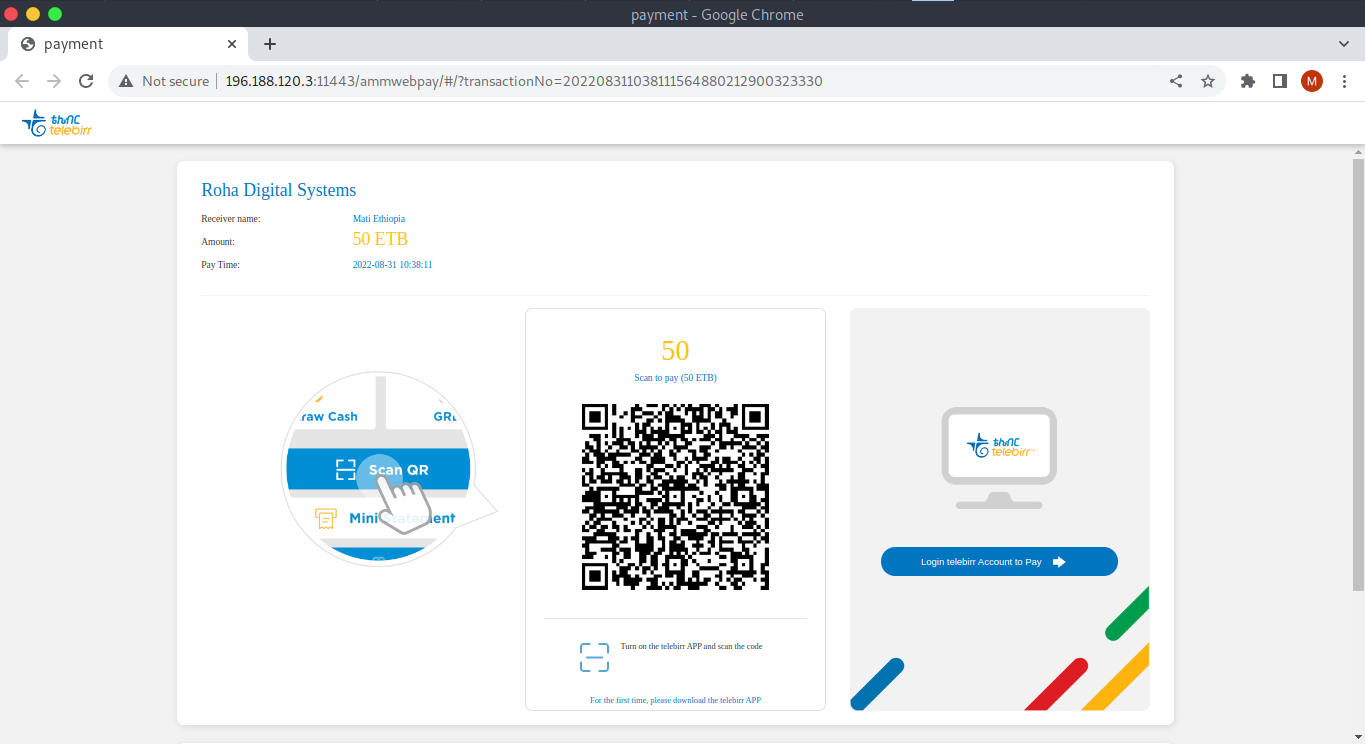 payment - Google Chrome
payment
Not secure
196.188.120.3:11443/ammwebpay/#/?transactionNo=202208311038111564880212900323330
M
ቴሌብር
telebirr
Roha Digital Systems
Receiver name: Mati Ethiopia
Amount: 50 ETB
Pay Time: 2022-08-31 10:38:11
raw Cash
Scan QR
Mini Statement
50
Scan to pay (50 ETB)
Turn on the telebirr APP and scan the code
For the first time, please download the telebirr APP
ቴሌብር
telebirr
Login telebirr Account to Pay